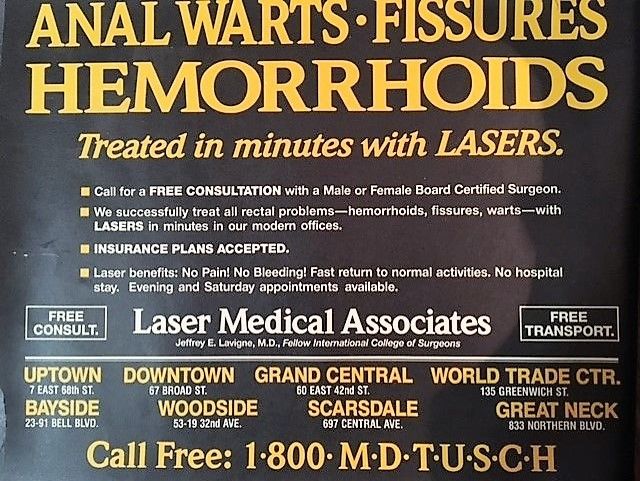 ANAL WARTS · FISSURES
HEMORRHOIDS
Treated in minutes with LASERS.
■ Call for a FREE CONSULTATION with a Male or Female Board Certified Surgeon.
■ We successfully treat all rectal problems—hemorrhoids, fissures, warts—with
LASERS in minutes in our modern offices.
■ INSURANCE PLANS ACCEPTED.
■ Laser benefits: No Pain! No Bleeding! Fast return to normal activities. No hospital
stay. Evening and Saturday appointments available.
FREE
CONSULT.
Laser Medical Associates
Jeffrey E. Lavigne, M.D., Fellow International College of Surgeons
FREE
TRANSPORT.
UPTOWN DOWNTOWN GRAND CENTRAL WORLD TRADE CTR.
7 EAST 68th ST. 67 BROAD ST. 60 EAST 42nd ST. 135 GREENWICH ST.
BAYSIDE WOODSIDE SCARSDALE GREAT NECK
23-91 BELL BLVD. 53-19 32nd AVE. 697 CENTRAL AVE. 833 NORTHERN BLVD.
Call Free: 1·800·M·D·T·U·S·C·H